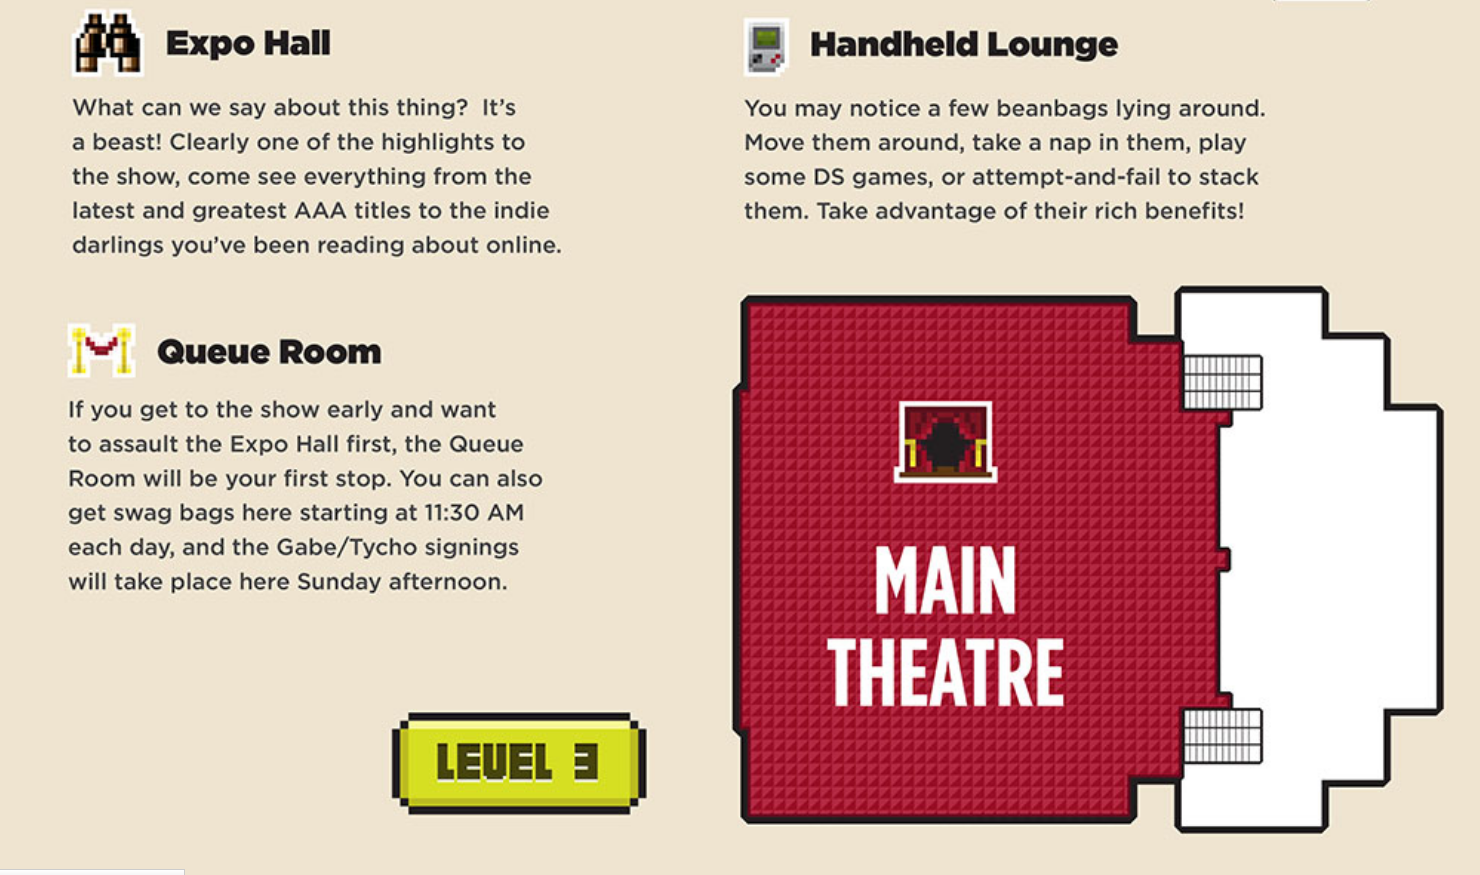 Expo Hall
What can we say about this thing?  It's
a beast! Clearly one of the highlights to
the show, come see everything from the
latest and greatest AAA titles to the indie
darlings you've been reading about online.
Queue Room
If you get to the show early and want
to assault the Expo Hall first, the Queue
Room will be your first stop. You can also
get swag bags here starting at 11:30 AM
each day, and the Gabe/Tycho signings
will take place here Sunday afternoon.
LEVEL 3
Handheld Lounge
You may notice a few beanbags lying around.
Move them around, take a nap in them, play
some DS games, or attempt-and-fail to stack
them. Take advantage of their rich benefits!
MAIN
THEATRE